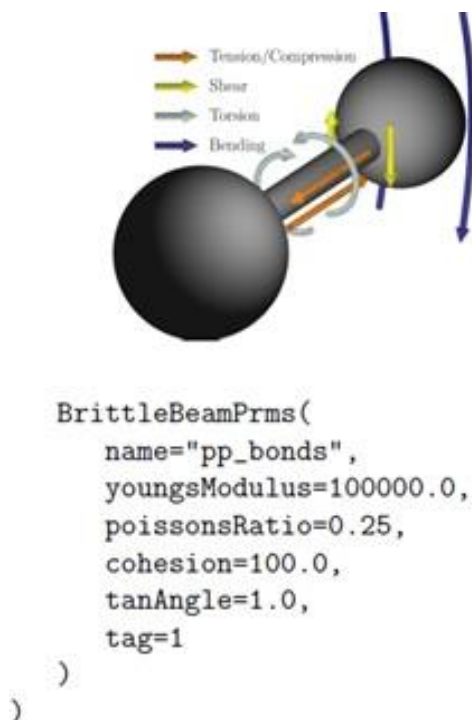 Tension/Compression
Shear
Torsion
Bending
BrittleBeamPrms(
name="pp_bonds",
youngsModulus=100000.0,
poissonsRatio=0.25,
cohesion=100.0,
tanAngle=1.0,
tag=1
)
)